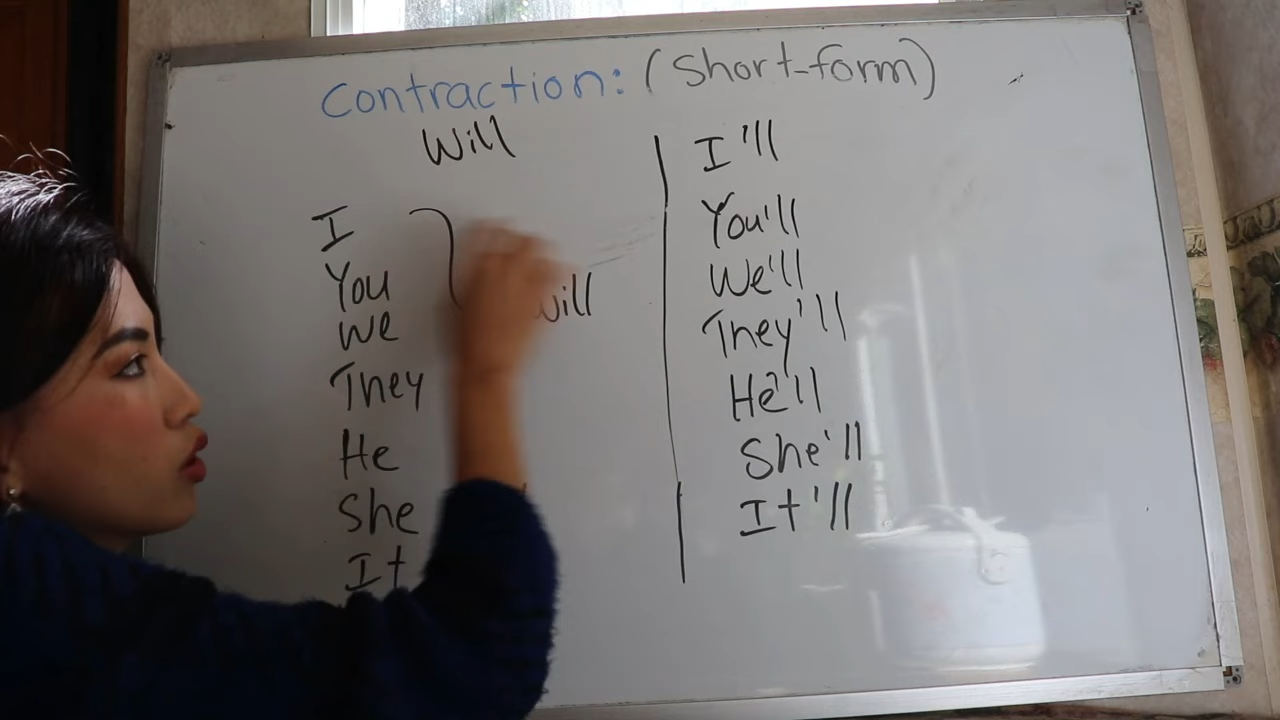 Contraction: (Short-form)
Will
I
You
We
They
He
She
It
will
I'll
You'll
We'll
They'll
He'll
She'll
It'll